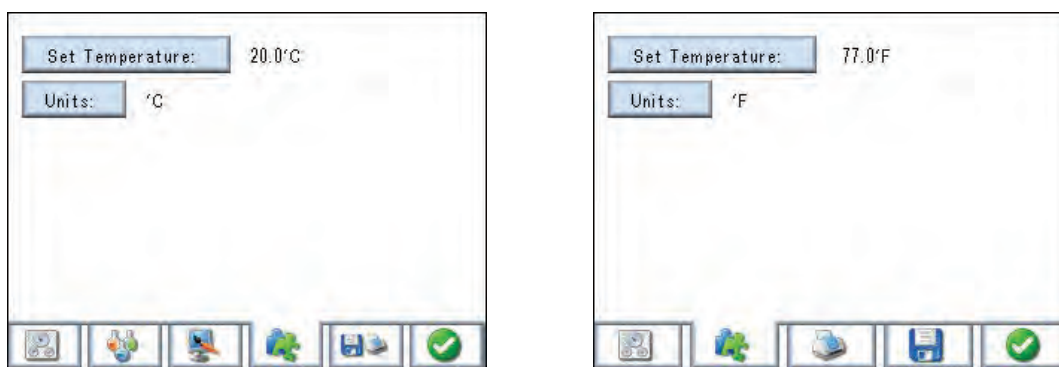 Set Temperature: 20.0'C
Units: 'C
Set Temperature: 77.0'F
Units: 'F